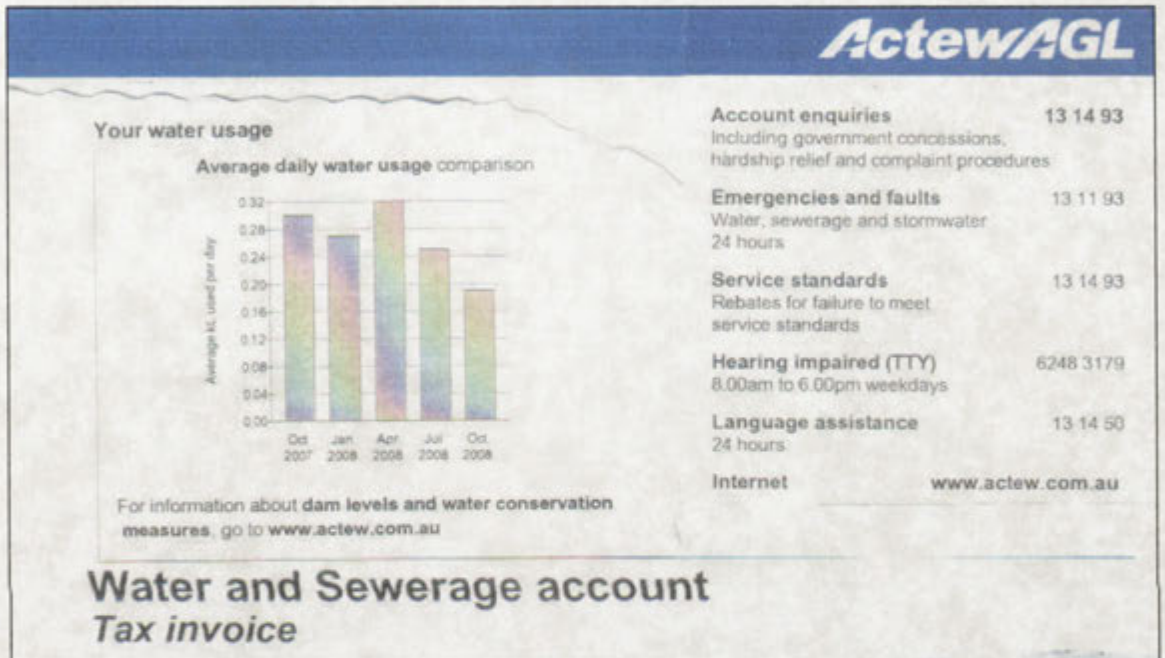 ActewAGL
Your water usage
Average daily water usage comparison
Average kL used per day
0.32
0.28
0.24
0.20
0.16
0.12
0.08
0.04
0.00
Oct Jan Apr Jul Oct
2007 2008 2008 2008 2008
For information about dam levels and water conservation
measures, go to www.actew.com.au
Account enquiries 13 14 93
Including government concessions,
hardship relief and complaint procedures
Emergencies and faults 13 11 93
Water, sewerage and stormwater
24 hours
Service standards 13 14 93
Rebates for failure to meet
service standards
Hearing impaired (TTY) 6248 3179
8.00am to 6.00pm weekdays
Language assistance 13 14 50
24 hours
Internet www.actew.com.au
Water and Sewerage account
Tax invoice